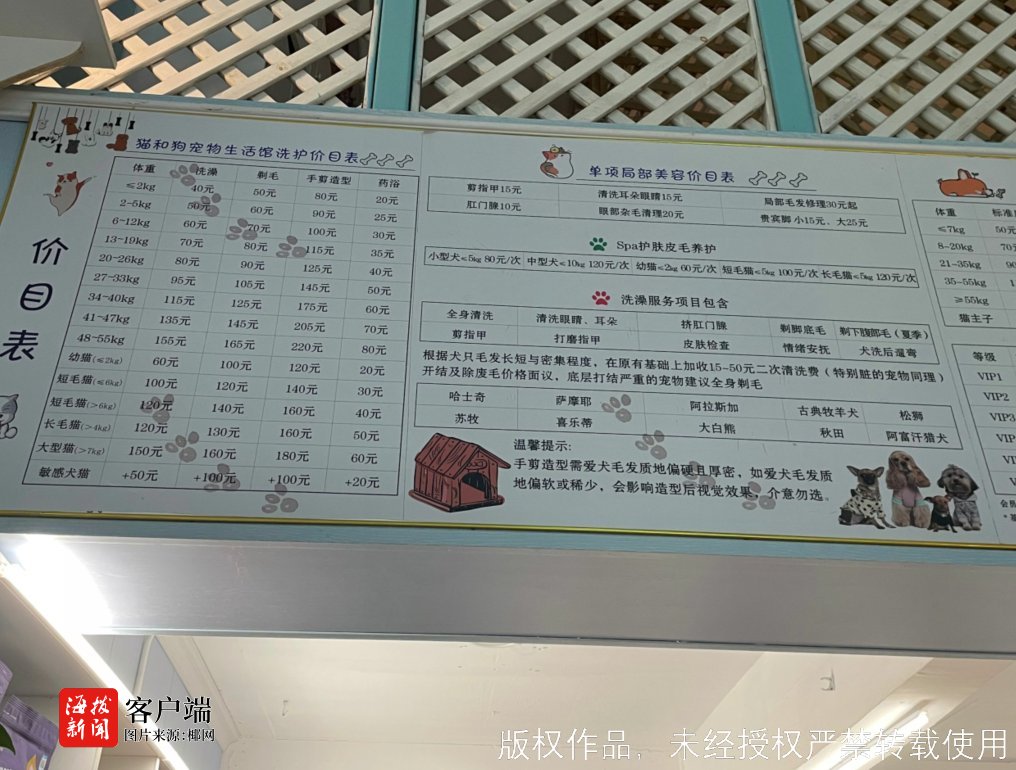 价目表
猫和狗宠物生活馆洗护价目表
体重 洗澡 剃毛 手剪造型 药浴
≤2kg 40元 50元 80元 20元
2-5kg 50元 60元 90元 25元
6-12kg 60元 70元 100元 30元
13-19kg 70元 80元 115元 35元
20-26kg 80元 90元 125元 40元
27-33kg 95元 105元 145元 50元
34-40kg 115元 125元 175元 60元
41-47kg 135元 145元 205元 70元
48-55kg 155元 165元 220元 80元
幼猫(≤2kg) 60元 100元 120元 20元
短毛猫(≤6kg) 100元 120元 140元 30元
短毛猫(>6kg) 120元 140元 160元 40元
长毛猫(>4kg) 120元 130元 160元 50元
大型猫(>7kg) 150元 160元 180元 60元
敏感犬猫 +50元 +100元 +100元 +20元
单项局部美容价目表
剪指甲15元 清洗耳朵眼睛15元 局部毛发修理30元起
肛门腺10元 眼部杂毛清理20元 贵宾脚 小15元、大25元
Spa护肤皮毛养护
小型犬≤5kg 80元/次 中型犬≤10kg 120元/次 幼猫≤2kg 60元/次 短毛猫≤5kg 100元/次 长毛猫≤5kg 120元/次
洗澡服务项目包含
全身清洗 清洗眼睛、耳朵 挤肛门腺 剃脚底毛 剃下腹部毛(夏季)
剪指甲 打磨指甲 皮肤检查 情绪安抚 犬洗后遛弯
根据犬只毛发长短与密集程度,在原有基础上加收15~50元二次清洗费(特别脏的宠物同理)
开结及除废毛价格面议,底层打结严重的宠物建议全身剃毛
哈士奇 萨摩耶 阿拉斯加 古典牧羊犬 松狮
苏牧 喜乐蒂 大白熊 秋田 阿富汗猎犬
温馨提示:
手剪造型需爱犬毛发质地偏硬且厚密,如爱犬毛发质
地偏软或稀少,会影响造型后视觉效果,介意勿选。
体重
≤7kg 50元
8-20kg
21-35kg
35-55kg
≥55kg
猫主子
等级
VIP1
VIP2
VIP3
海拔新闻
客户端
图片来源:椰网
版权作品,未经授权严禁转载使用